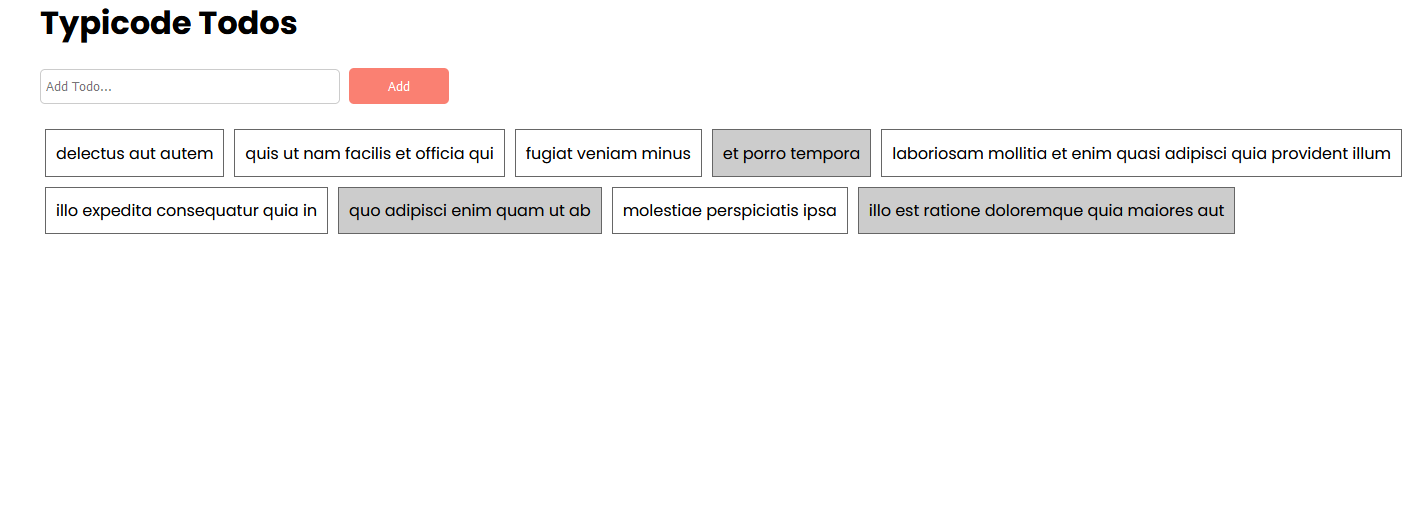 Typicode Todos
Add Todo...
Add
delectus aut autem
quis ut nam facilis et officia qui
fugiat veniam minus
et porro tempora
laboriosam mollitia et enim quasi adipisci quia provident illum
illo expedita consequatur quia in
quo adipisci enim quam ut ab
molestiae perspiciatis ipsa
illo est ratione doloremque quia maiores aut